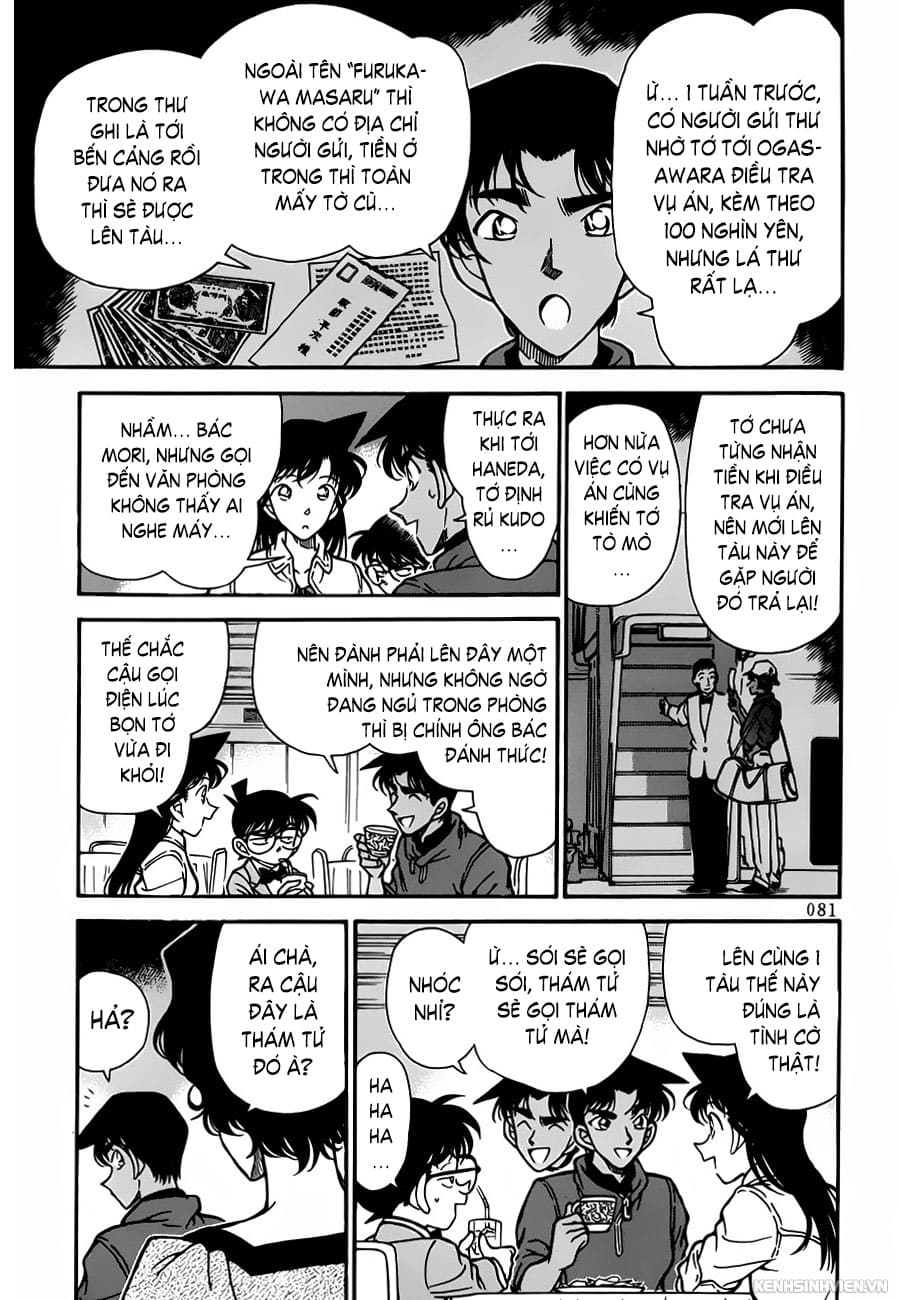 Ừ... 1 TUẦN TRƯỚC,
CÓ NGƯỜI GỬI THƯ
NHỜ TỚ TỚI OGAS-
AWARA ĐIỀU TRA
VỤ ÁN, KÈM THEO
100 NGHÌN YÊN,
NHƯNG LÁ THƯ
RẤT LẠ...
NGOÀI TÊN "FURUKA-
WA MASARU" THÌ
KHÔNG CÓ ĐỊA CHỈ
NGƯỜI GỬI, TIỀN Ở
TRONG THÌ TOÀN
MẤY TỜ CŨ...
TRONG THƯ
GHI LÀ TỚI
BẾN CẢNG RỒI
ĐƯA NÓ RA
THÌ SẼ ĐƯỢC
LÊN TÀU...
TỚ CHƯA
TỪNG NHẬN
TIỀN KHI ĐIỀU
TRA VỤ ÁN,
NÊN MỚI LÊN
TÀU NÀY ĐỂ
GẶP NGƯỜI
ĐÓ TRẢ LẠI!
HƠN NỮA
VIỆC CÓ VỤ
ÁN CŨNG
KHIẾN TỚ
TÒ MÒ
...
THỰC RA
KHI TỚI
HANEDA,
TỚ ĐỊNH
RỦ KUDO
...
NHẦM... BÁC
MORI, NHƯNG GỌI
ĐẾN VĂN PHÒNG
KHÔNG THẤY AI
NGHE MÁY...
NÊN ĐÀNH PHẢI LÊN ĐÂY MỘT
MÌNH, NHƯNG KHÔNG NGỜ
ĐANG NGỦ TRONG PHÒNG
THÌ BỊ CHÍNH ÔNG BÁC
ĐÁNH THỨC!
THẾ CHẮC
CẬU GỌI
ĐIỆN LÚC
BỌN TỚ
VỪA ĐI
KHỎI!
081
LÊN CÙNG 1
TÀU THẾ NÀY
ĐÚNG LÀ
TÌNH CỜ
THẬT!
Ừ... SÓI SẼ GỌI
SÓI, THÁM TỬ
SẼ GỌI THÁM
TỬ MÀ!
NHÓC
NHỈ?
HA
HA
HA
...
ÁI CHÀ,
RA CẬU
ĐÂY LÀ
THÁM TỬ
ĐÓ À?
HẢ?
KENHSINHVIEN.VN